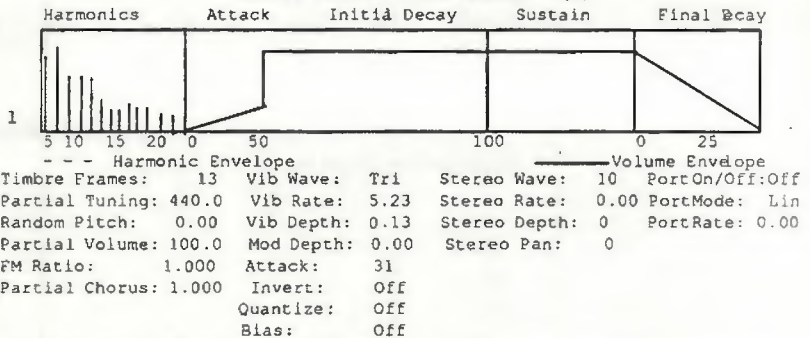 Harmonics Attack Initià Decay Sustain Final Decay
1
5 10 15 20 0 50 100 0 25
- - - Harmonic Envelope Volume Envelope
Timbre Frames: 13 Vib Wave: Tri Stereo Wave: 10 PortOn/Off:Off
Partial Tuning: 440.0 Vib Rate: 5.23 Stereo Rate: 0.00 PortMode: Lin
Random Pitch: 0.00 Vib Depth: 0.13 Stereo Depth: 0 PortRate: 0.00
Partial Volume: 100.0 Mod Depth: 0.00 Stereo Pan: 0
FM Ratio: 1.000 Attack: 31
Partial Chorus: 1.000 Invert: Off
Quantize: Off
Bias: Off